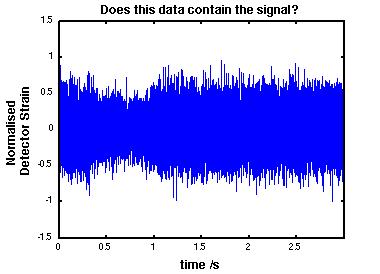 Does this data contain the signal?
1.5
1
0.5
0
-0.5
-1
-1.5
Normalised
Detector Strain
0 0.5 1 1.5 2 2.5
time /s